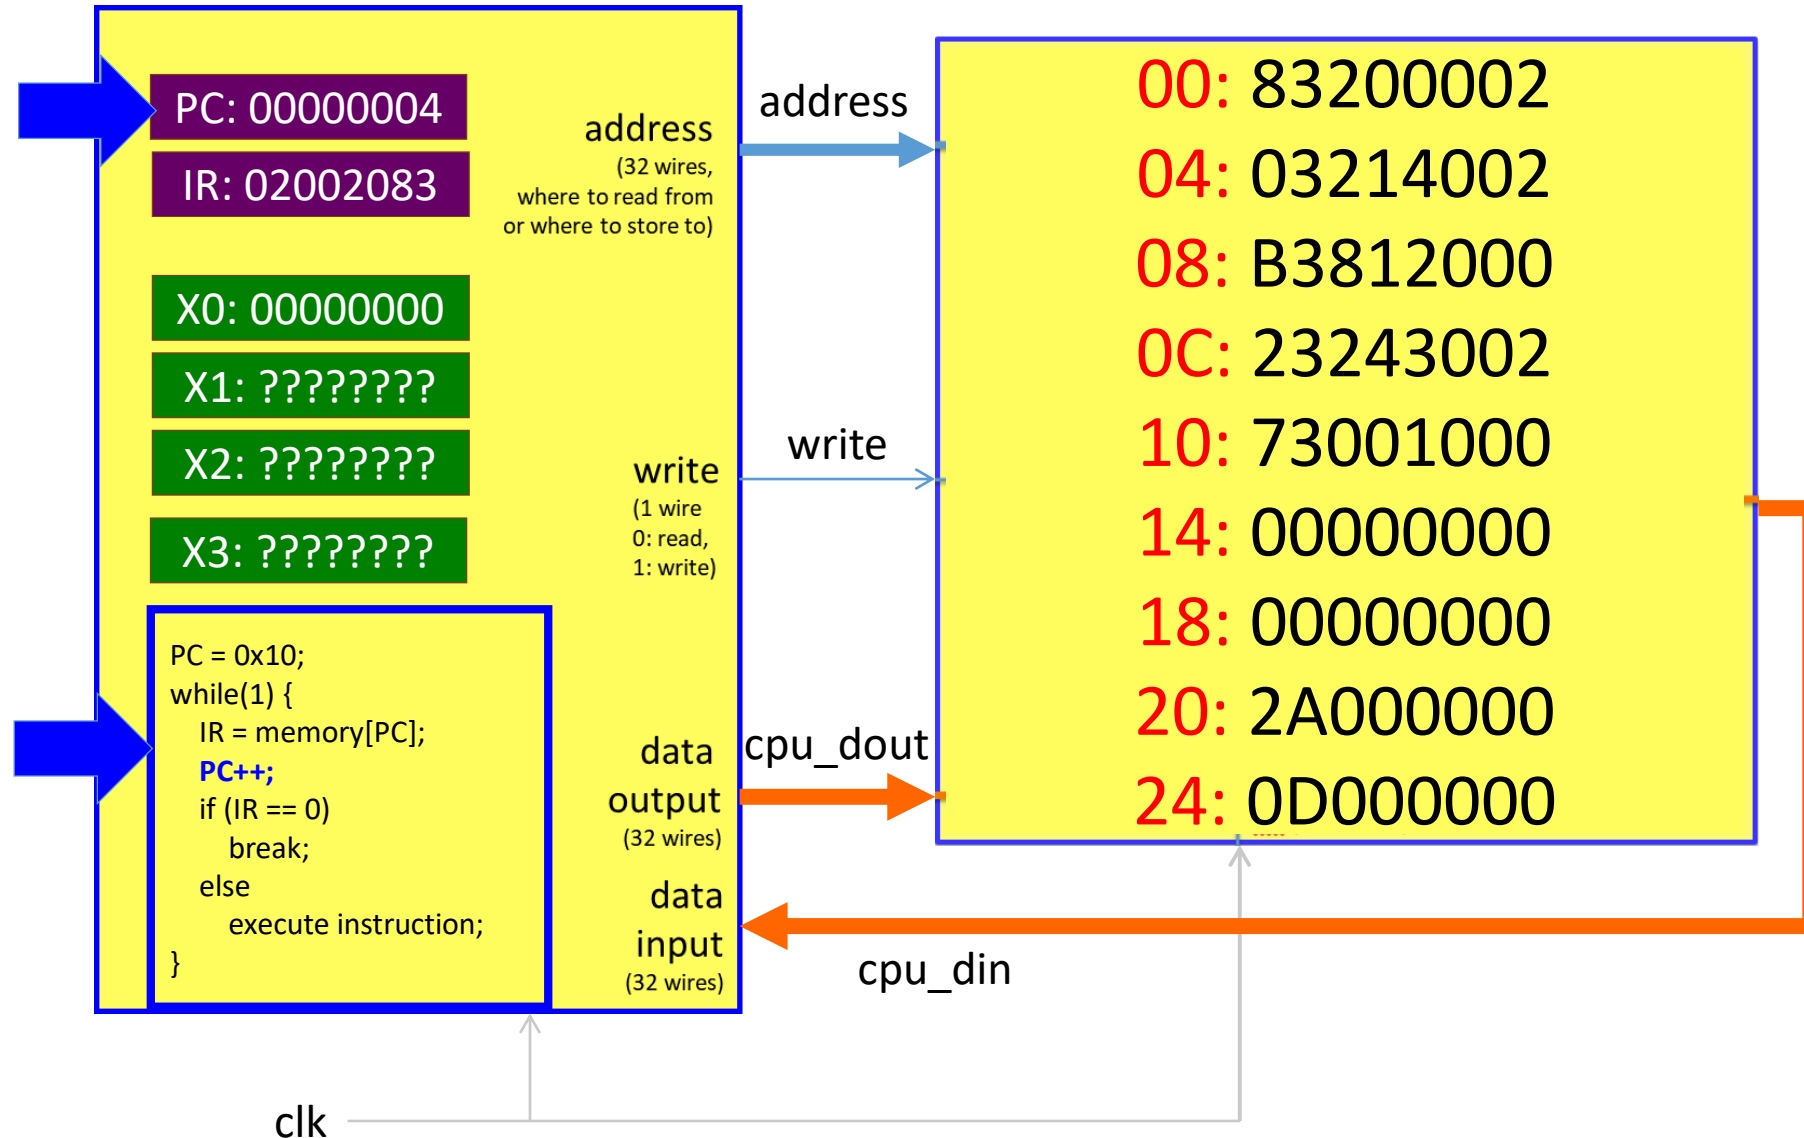 PC: 00000004
IR: 02002083
X0: 00000000
X1: ????????
X2: ????????
X3: ????????
PC = 0x10;
while(1) {
IR = memory[PC];
PC++;
if (IR == 0)
break;
else
execute instruction;
}
address
(32 wires,
where to read from
or where to store to)
write
(1 wire
0: read,
1: write)
data
output
(32 wires)
data
input
(32 wires)
address
write
cpu_dout
cpu_din
clk
00: 83200002
04: 03214002
08: B3812000
0C: 23243002
10: 73001000
14: 00000000
18: 00000000
20: 2A000000
24: 0D000000